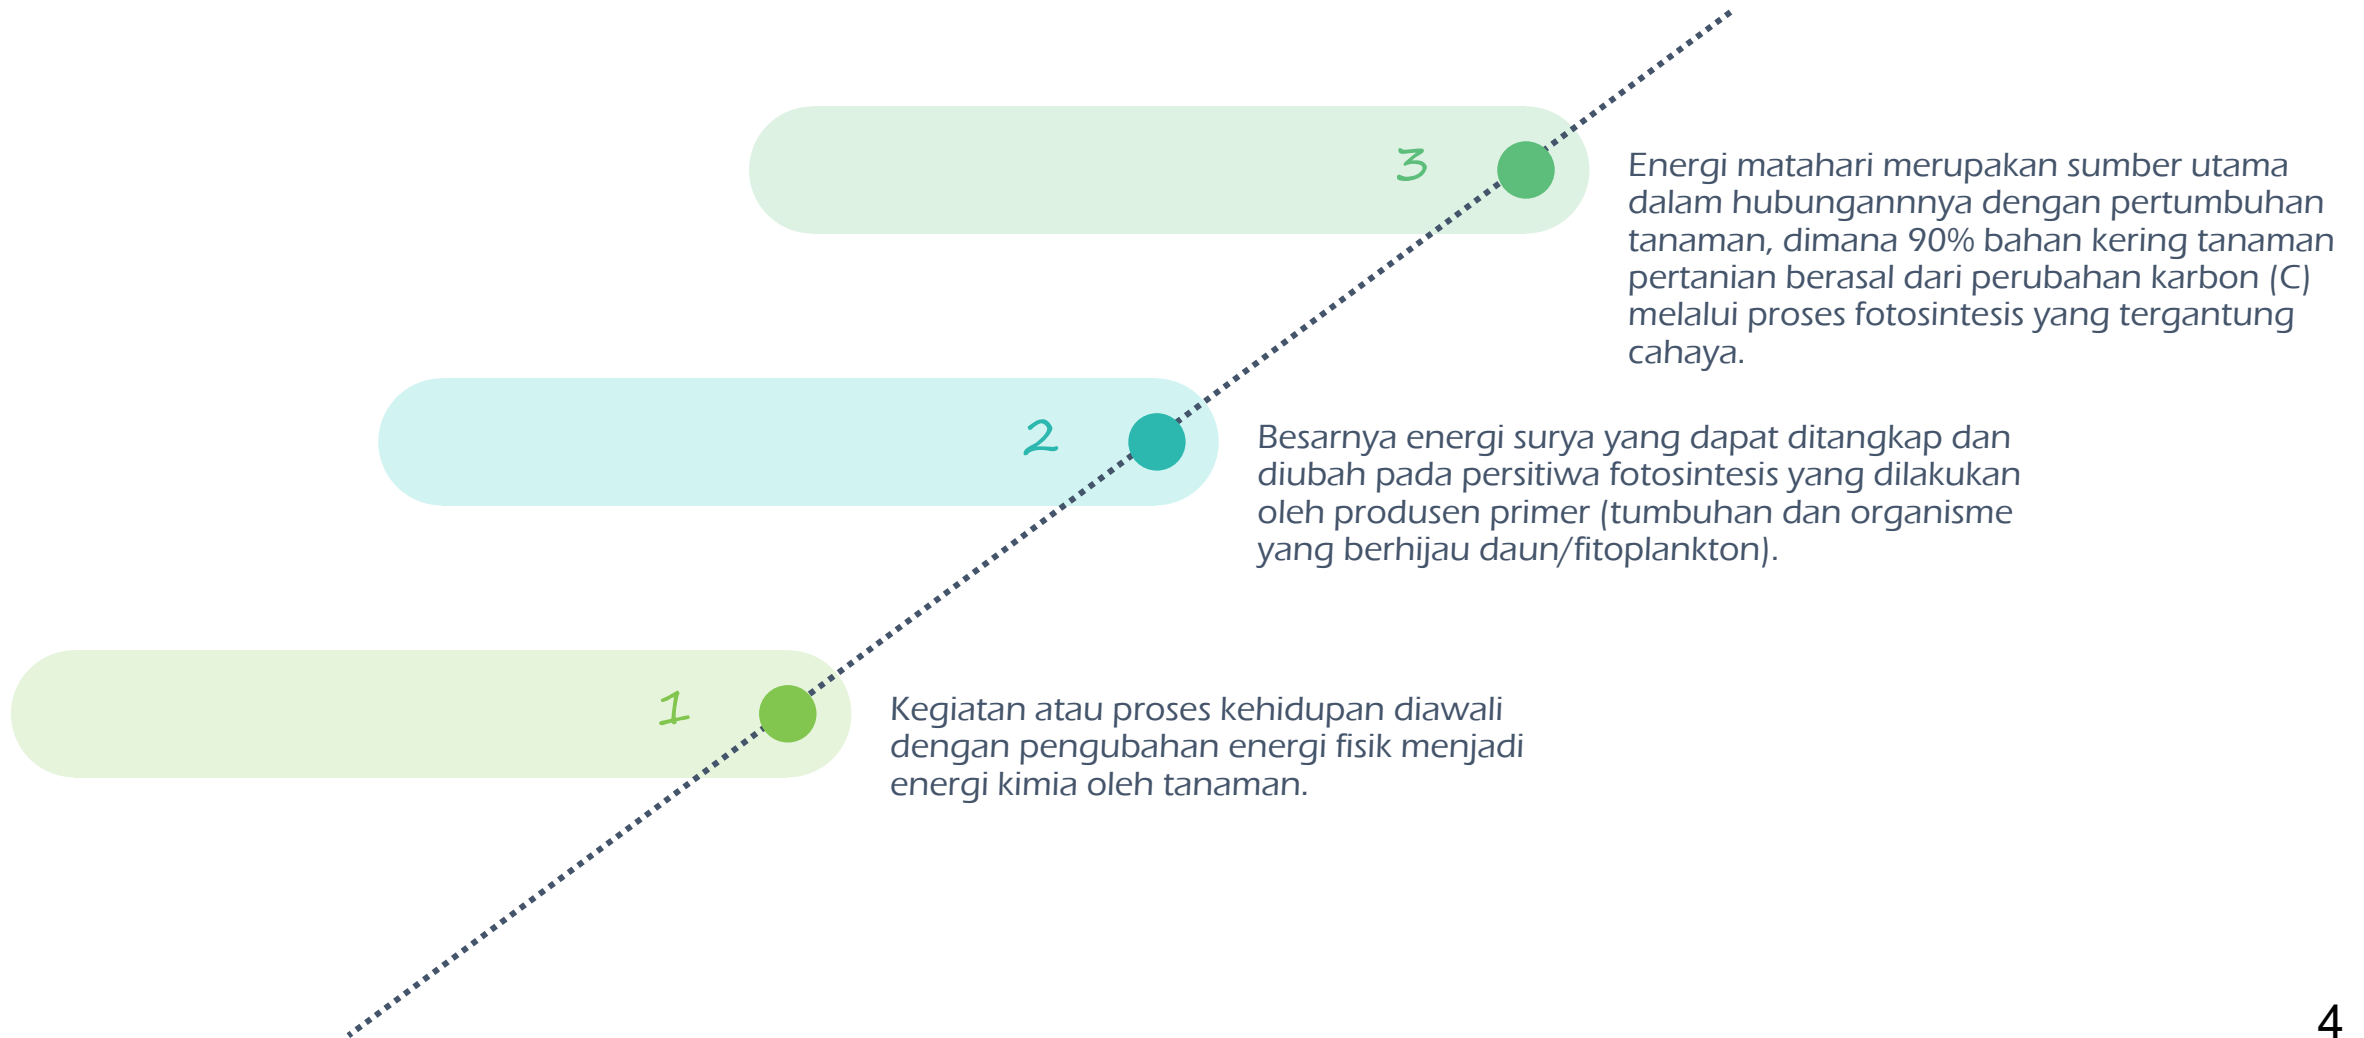 3
Energi matahari merupakan sumber utama
dalam hubungannnya dengan pertumbuhan
tanaman, dimana 90% bahan kering tanaman
pertanian berasal dari perubahan karbon (C)
melalui proses fotosintesis yang tergantung
cahaya.
2
Besarnya energi surya yang dapat ditangkap dan
diubah pada persitiwa fotosintesis yang dilakukan
oleh produsen primer (tumbuhan dan organisme
yang berhijau daun/fitoplankton).
1
Kegiatan atau proses kehidupan diawali
dengan pengubahan energi fisik menjadi
energi kimia oleh tanaman.
4